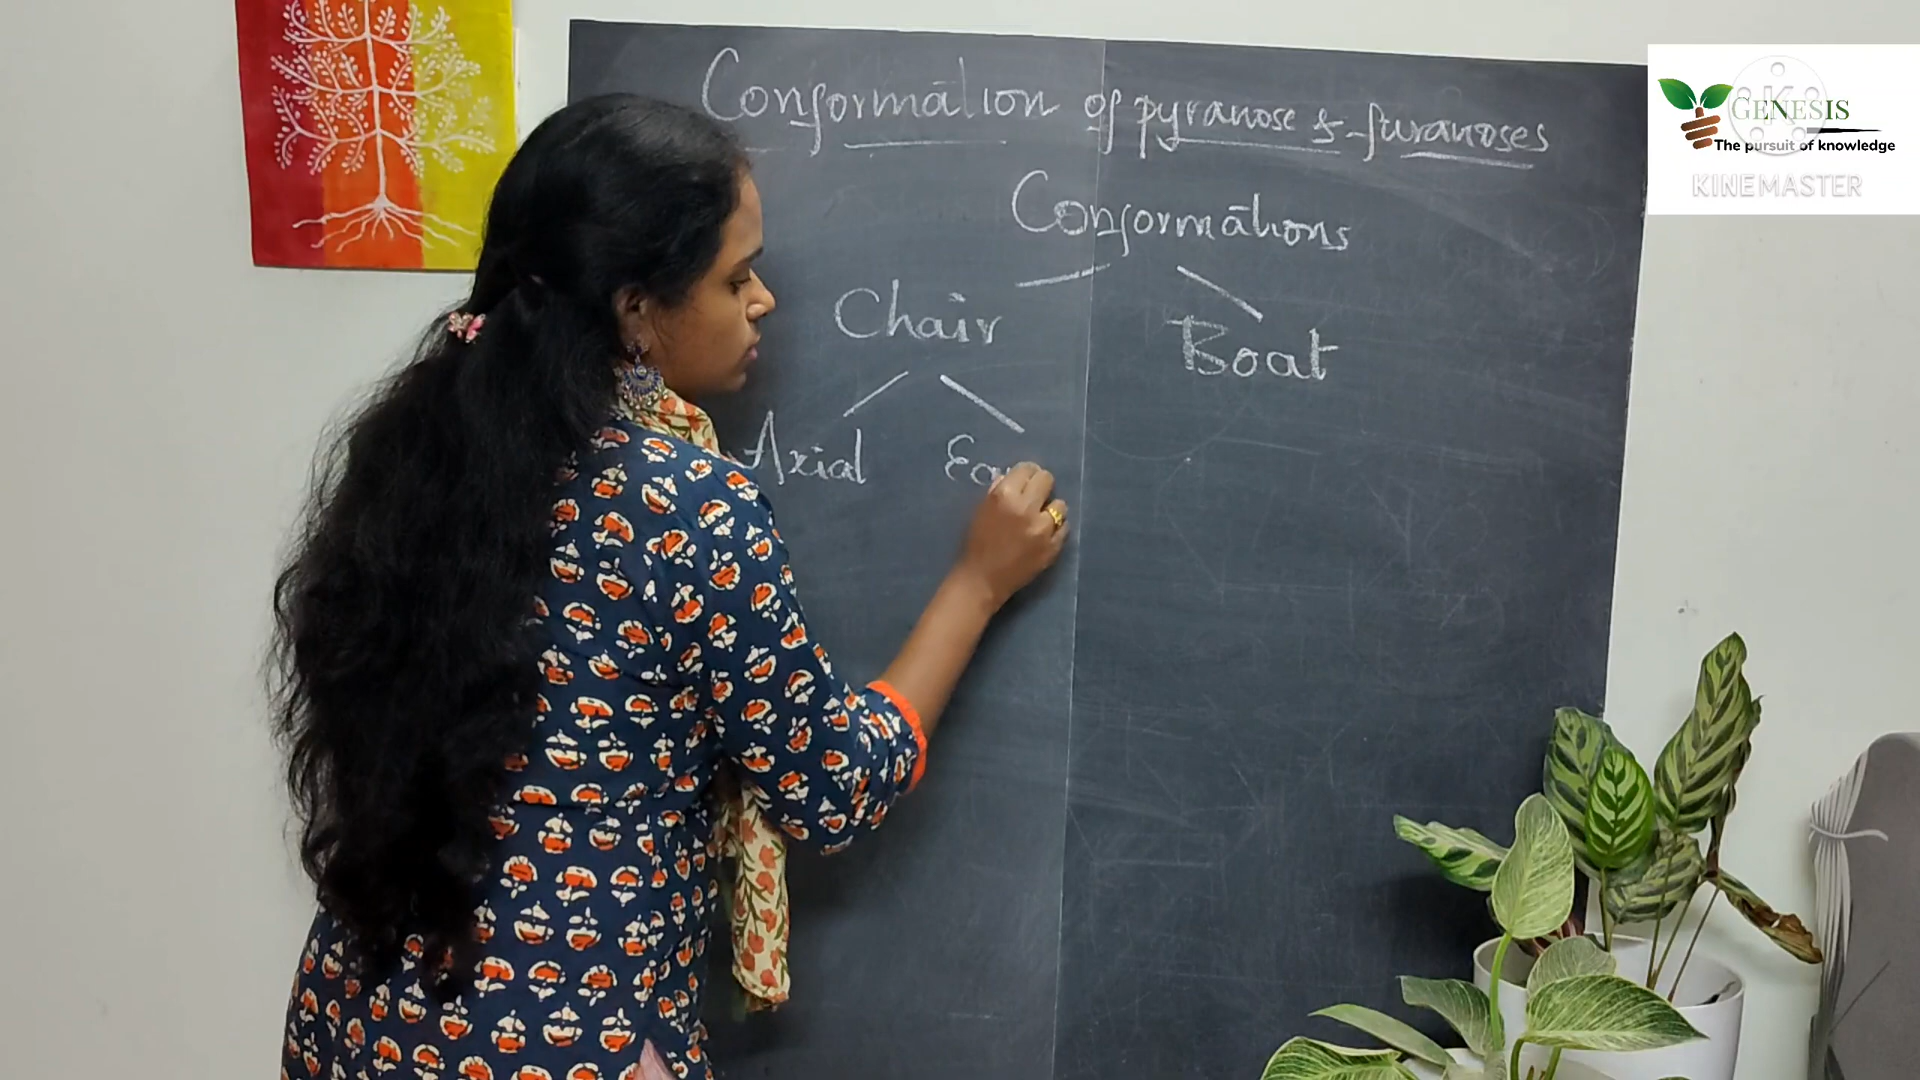 Conformation of pyranose & furanoses
Conformations
Chair
Boat
Axial
GENESIS
The pursuit of knowledge
KINEMASTER